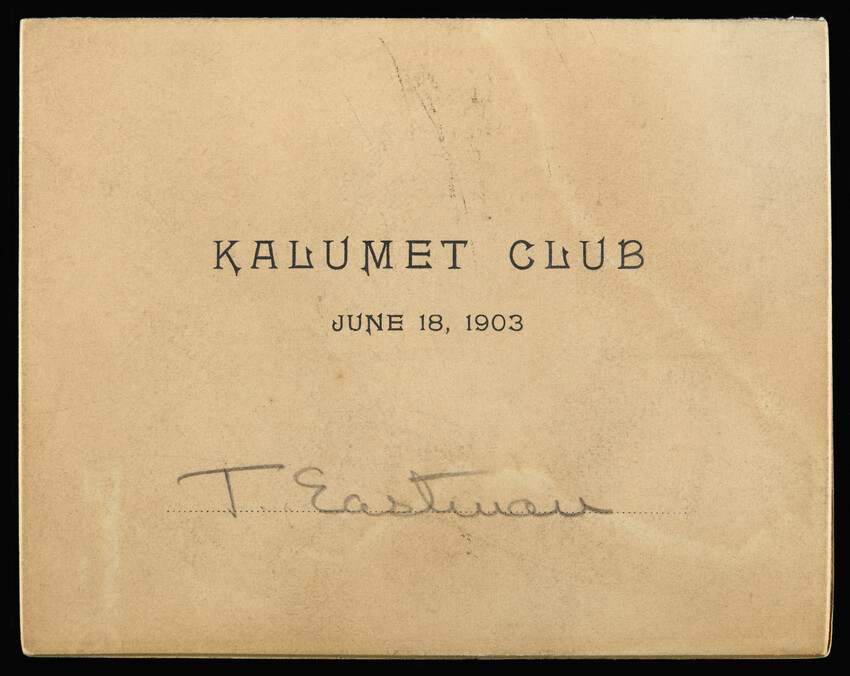 KALUMET CLUB
JUNE 18, 1903
T. Eastman